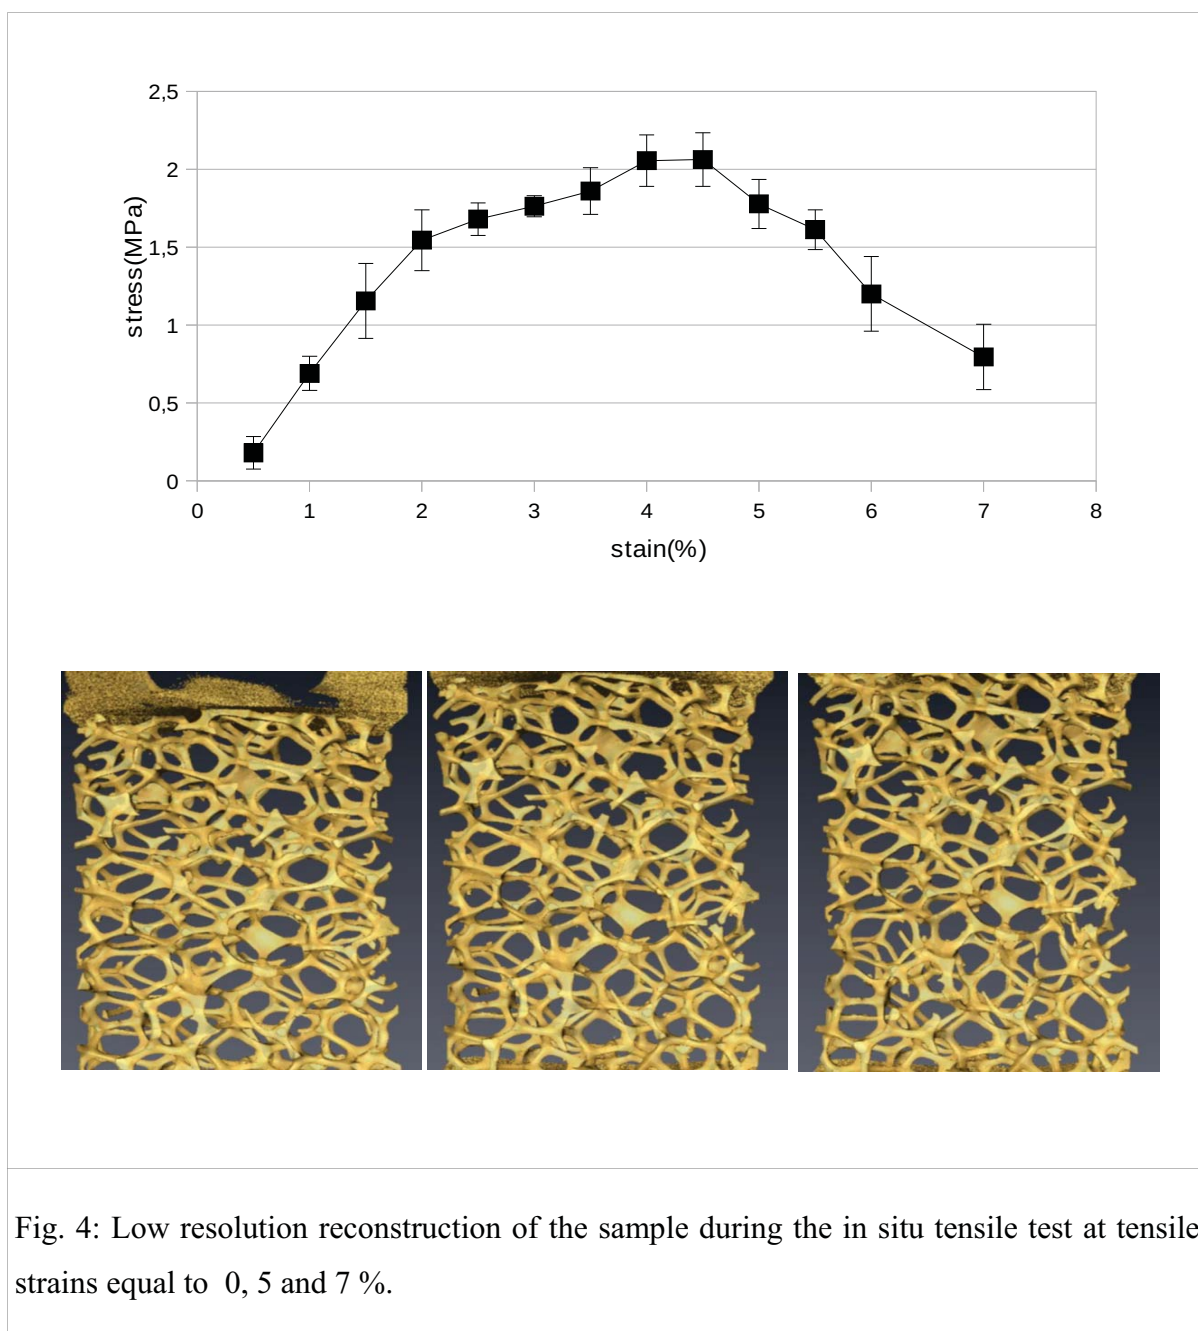 2,5
2
1,5
1
0,5
0
stress(MPa)
0 1 2 3 4 5 6 7 8
stain(%)
Fig. 4: Low resolution reconstruction of the sample during the in situ tensile test at tensile
strains equal to 0, 5 and 7 %.